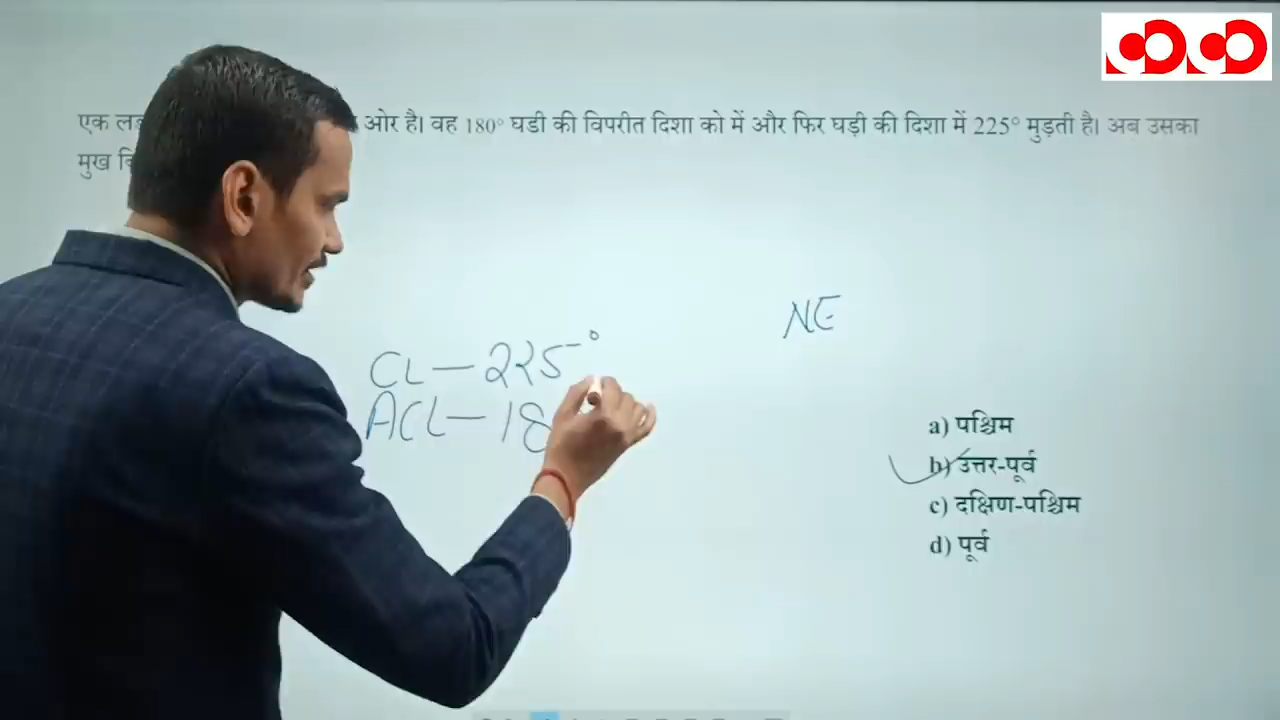 एक ओर है। वह 180° घडी की विपरीत दिशा को में और फिर घड़ी की दिशा में 225° मुड़ती है। अब उसका
मुख
NE
CL — 225°
ACL — 18
a) पश्चिम
b) उत्तर-पूर्व
c) दक्षिण-पश्चिम
d) पूर्व